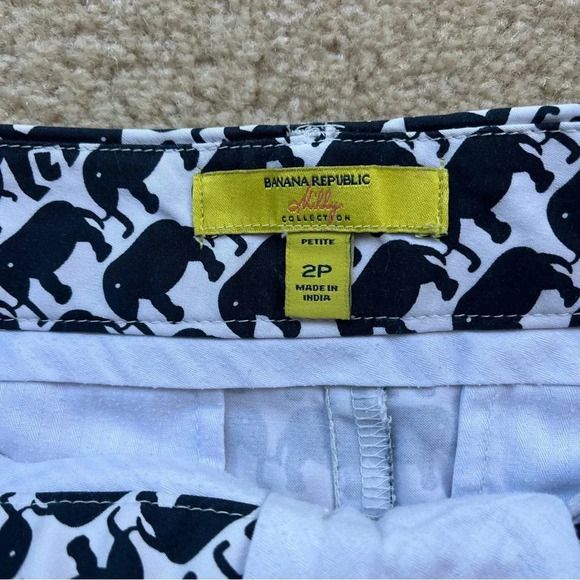 BANANA REPUBLIC
Milly
COLLECTION
PETITE
2P
MADE IN
INDIA